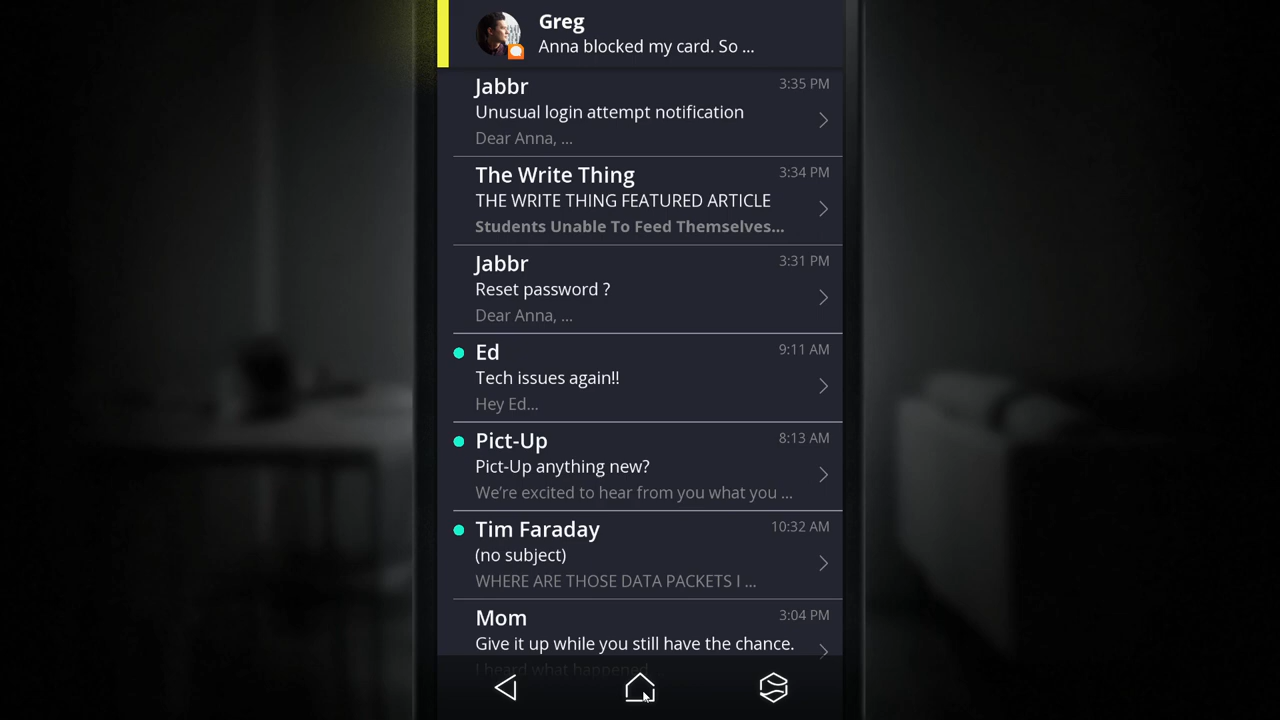 Greg
Anna blocked my card. So ...
Jabbr
3:35 PM
Unusual login attempt notification
Dear Anna, ...
The Write Thing
3:34 PM
THE WRITE THING FEATURED ARTICLE
Students Unable To Feed Themselves...
Jabbr
3:31 PM
Reset password ?
Dear Anna, ...
Ed
9:11 AM
Tech issues again!!
Hey Ed...
Pict-Up
8:13 AM
Pict-Up anything new?
We’re excited to hear from you what you ...
Tim Faraday
10:32 AM
(no subject)
WHERE ARE THOSE DATA PACKETS I ...
Mom
3:04 PM
Give it up while you still have the chance.
I heard what happened ...